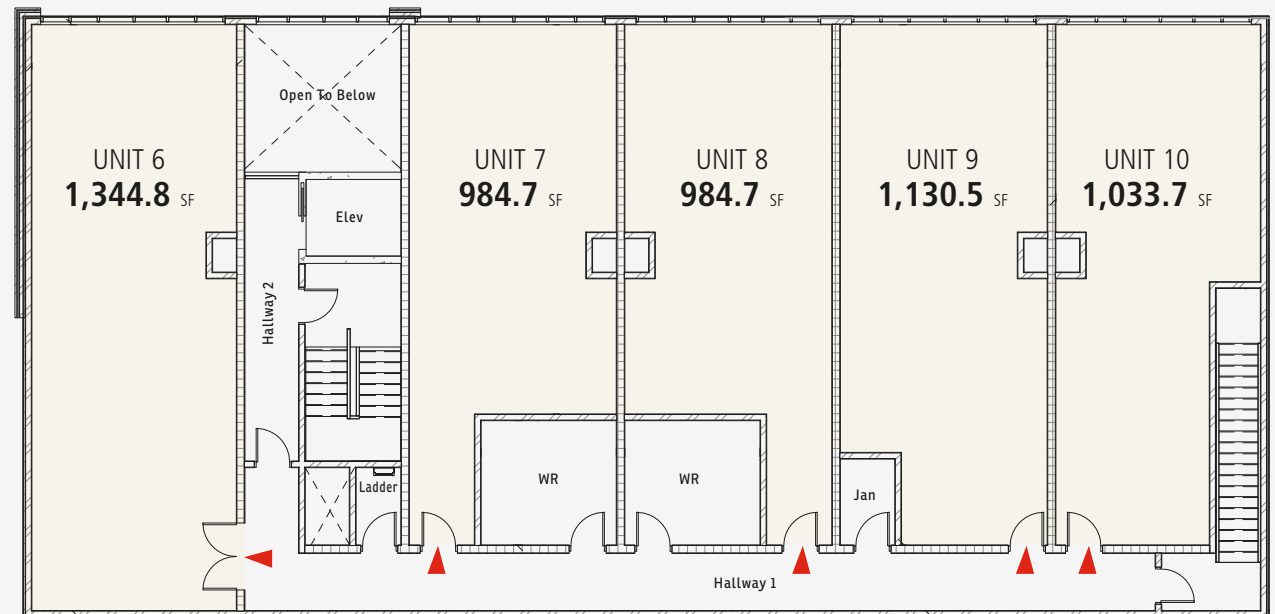 Open To Below
UNIT 6
1,344.8 SF
UNIT 7
984.7 SF
UNIT 8
984.7 SF
UNIT 9
1,130.5 SF
UNIT 10
1,033.7 SF
Elev
Hallway 2
Ladder
WR
WR
Jan
Hallway 1